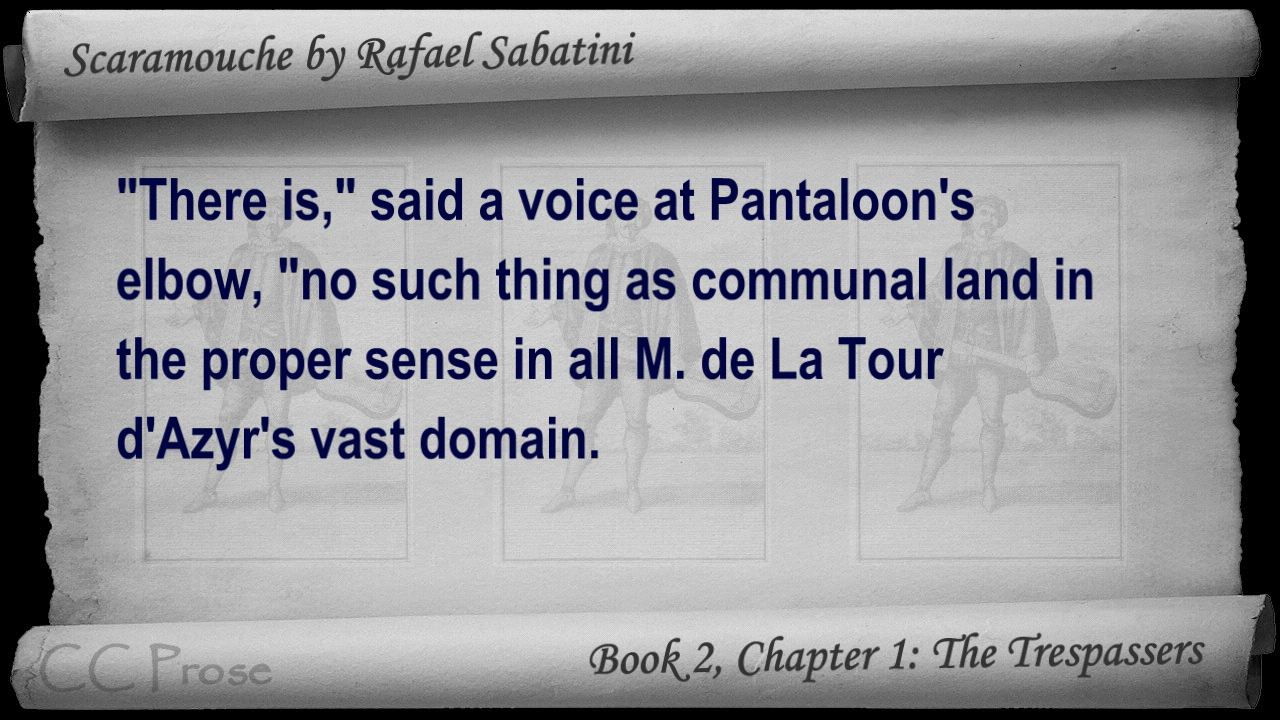 Scaramouche by Rafael Sabatini
"There is," said a voice at Pantaloon's
elbow, "no such thing as communal land in
the proper sense in all M. de La Tour
d'Azyr's vast domain.
CC Prose
Book 2, Chapter 1: The Trespassers